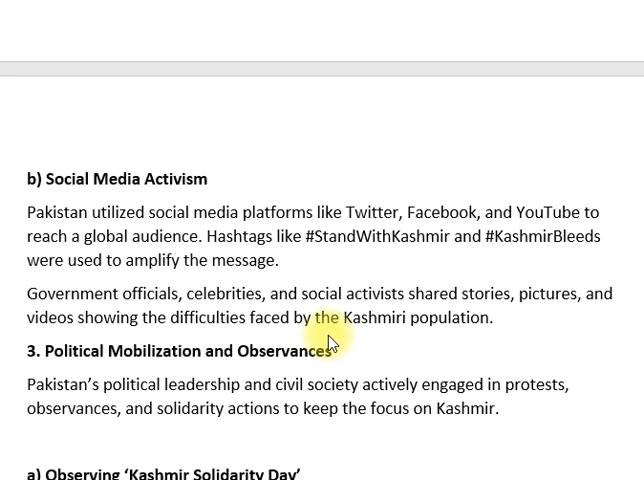 b) Social Media Activism
Pakistan utilized social media platforms like Twitter, Facebook, and YouTube to
reach a global audience. Hashtags like #StandWithKashmir and #KashmirBleeds
were used to amplify the message.
Government officials, celebrities, and social activists shared stories, pictures, and
videos showing the difficulties faced by the Kashmiri population.
3. Political Mobilization and Observances
Pakistan’s political leadership and civil society actively engaged in protests,
observances, and solidarity actions to keep the focus on Kashmir.
a) Observing ‘Kashmir Solidarity Day’